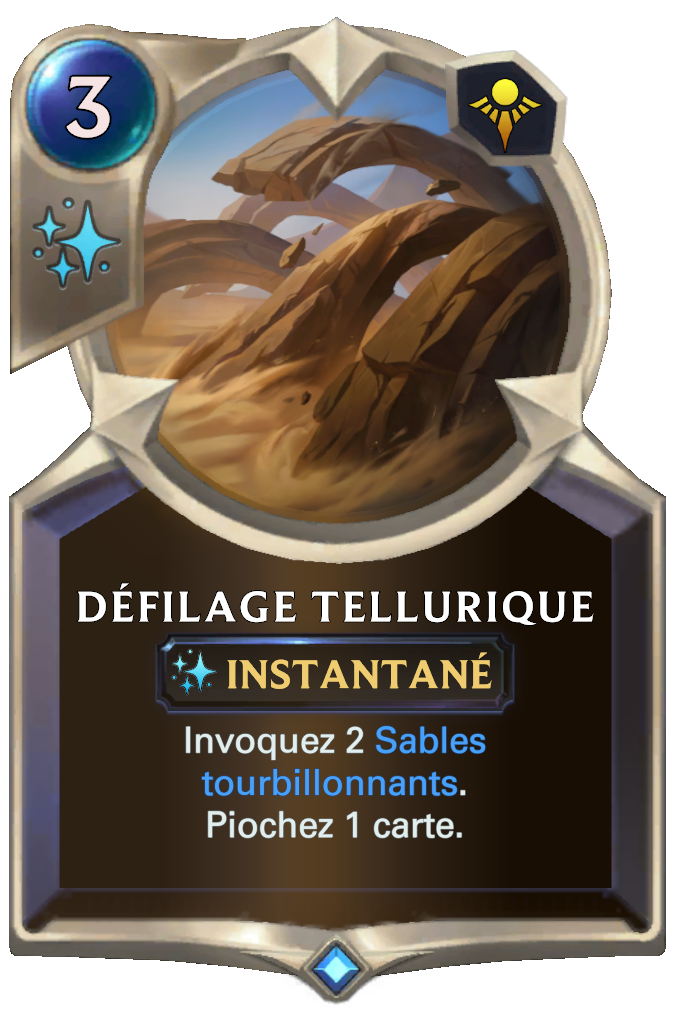 3
DÉFILAGE TELLURIQUE
INSTANTANÉ
Invoquez 2 Sables
tourbillonnants.
Piochez 1 carte.